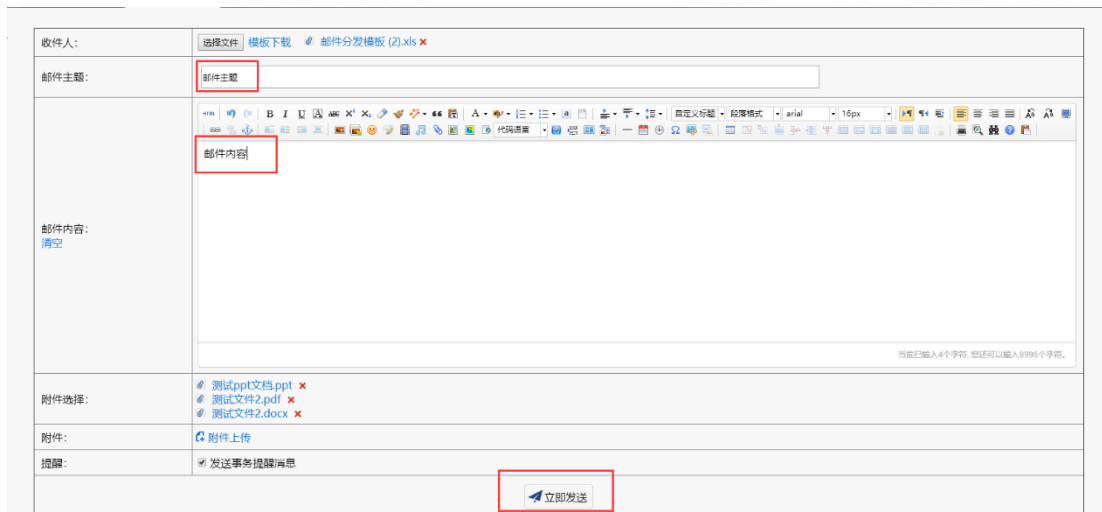 收件人:
选择文件 模板下载 邮件分发模板 (2).xls
邮件主题:
邮件主题
HTML B I U A ABC X² X₂ 66 A 自定义标题 段落格式 arial 16px
代码语言
邮件内容
邮件内容:
清空
当前已输入4个字符, 您还可以输入9996个字符。
附件选择:
测试ppt文档.ppt
测试文件2.pdf
测试文件2.docx
附件:
附件上传
提醒:
发送事务提醒消息
立即发送